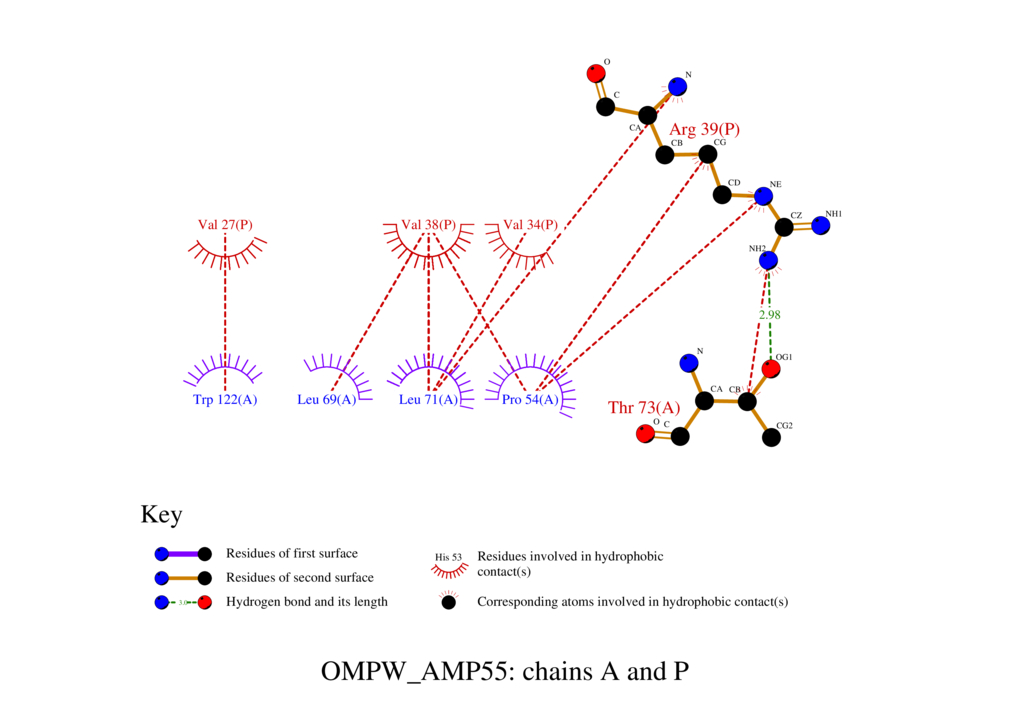 O
N
C
CA
Arg 39(P)
CB
CG
CD
NE
CZ
NH1
NH2
Val 27(P)
Val 38(P)
Val 34(P)
2.98
N
OG1
CA
CB
Trp 122(A)
Leu 69(A)
Leu 71(A)
Pro 54(A)
Thr 73(A)
O
C
CG2
Key
Residues of first surface
Residues of second surface
3.0
Hydrogen bond and its length
His 53
Residues involved in hydrophobic
contact(s)
Corresponding atoms involved in hydrophobic contact(s)
OMPW_AMP55: chains A and P